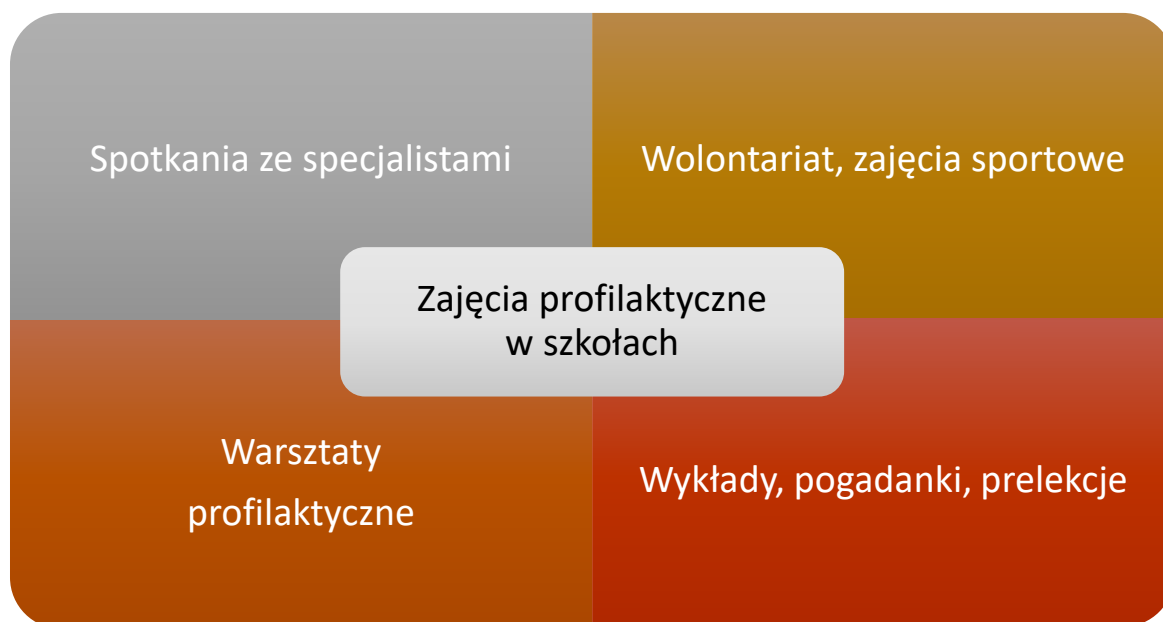 Spotkania ze specjalistami
Wolontariat, zajęcia sportowe
Zajęcia profilaktyczne
w szkołach
Warsztaty
profilaktyczne
Wykłady, pogadanki, prelekcje